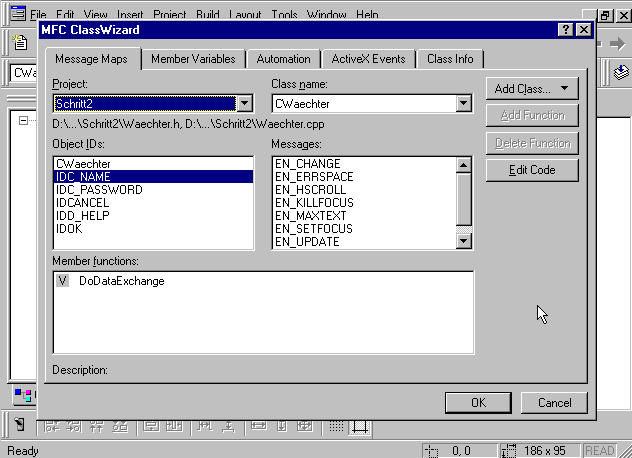 File Edit View Insert Project Build Layout Tools Window Help
MFC ClassWizard
Message Maps Member Variables Automation ActiveX Events Class Info
Project: Class name:
Schritt2 CWaechter Add Class...
CWa
D:\...\Schritt2\Waechter.h, D:\...\Schritt2\Waechter.cpp Add Function
Object IDs: Messages: Delete Function
CWaechter EN_CHANGE Edit Code
IDC_NAME EN_ERRSPACE
IDC_PASSWORD EN_HSCROLL
IDCANCEL EN_KILLFOCUS
IDD_HELP EN_MAXTEXT
IDOK EN_SETFOCUS
EN_UPDATE
Member functions:
V DoDataExchange
Description:
OK Cancel
Ready 0, 0 186 x 95 READ